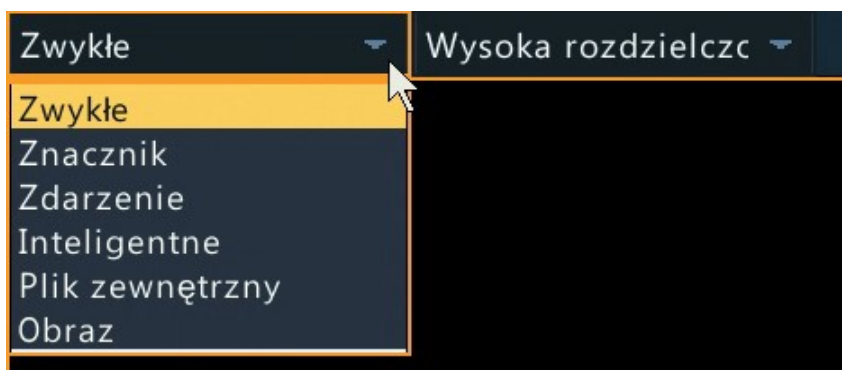 Zwykłe
Wysoka rozdzielczc
Zwykłe
Znacznik
Zdarzenie
Inteligentne
Plik zewnętrzny
Obraz